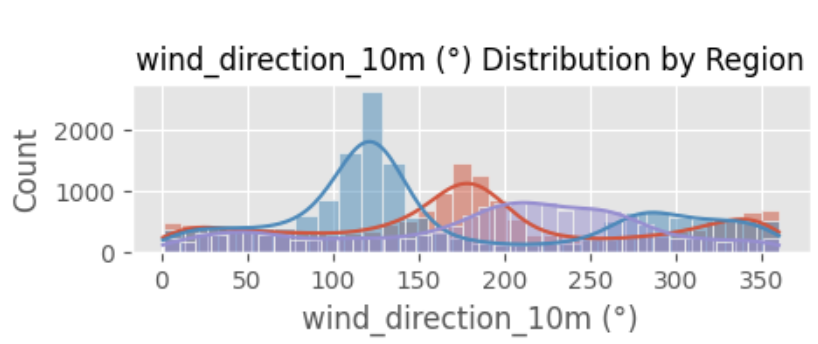 wind_direction_10m (°) Distribution by Region
Count
2000
1000
0
0 50 100 150 200 250 300 350
wind_direction_10m (°)